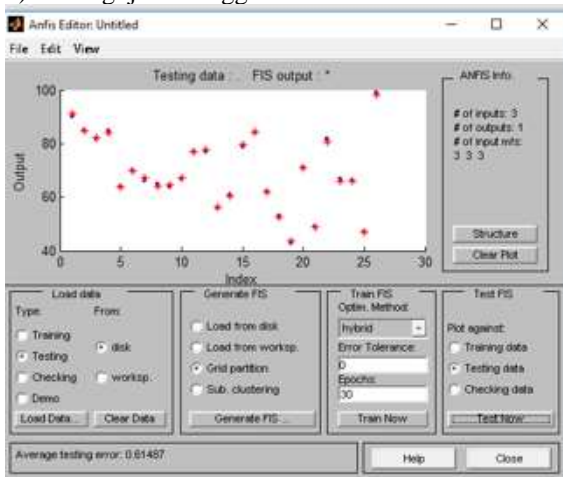 Anfis Editor: Untitled
File Edit View
Testing data : . FIS output : *
100
80
60
40
Output
0 5 10 15 20 25 30
Index
ANFIS Info.
# of inputs: 3
# of outputs: 1
# of input mfs:
3 3 3
Structure
Clear Plot
Load data
Type: From:
Training
Testing
Checking
Demo
disk
worksp.
Load Data... Clear Data
Generate FIS
Load from disk
Load from worksp.
Grid partition
Sub. clustering
Generate FIS ...
Train FIS
Optim. Method:
hybrid
Error Tolerance:
0
Epochs:
30
Train Now
Test FIS
Plot against:
Training data
Testing data
Checking data
Test Now
Average testing error: 0.61487
Help Close